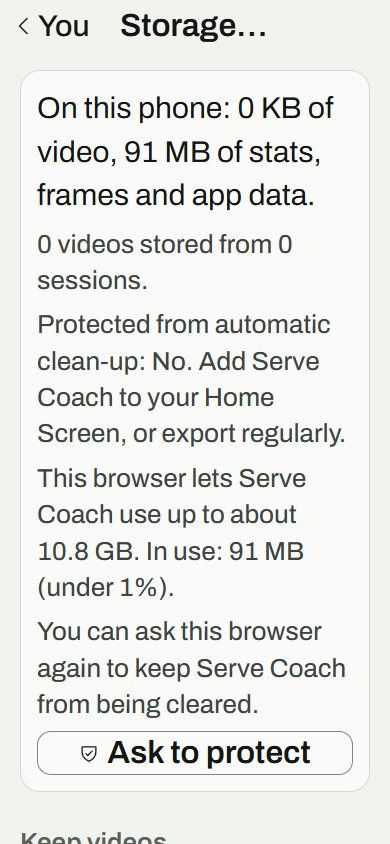 You Storage...
On this phone: 0 KB of
video, 91 MB of stats,
frames and app data.
0 videos stored from 0
sessions.
Protected from automatic
clean-up: No. Add Serve
Coach to your Home
Screen, or export regularly.
This browser lets Serve
Coach use up to about
10.8 GB. In use: 91 MB
(under 1%).
You can ask this browser
again to keep Serve Coach
from being cleared.
Ask to protect
Keep videos